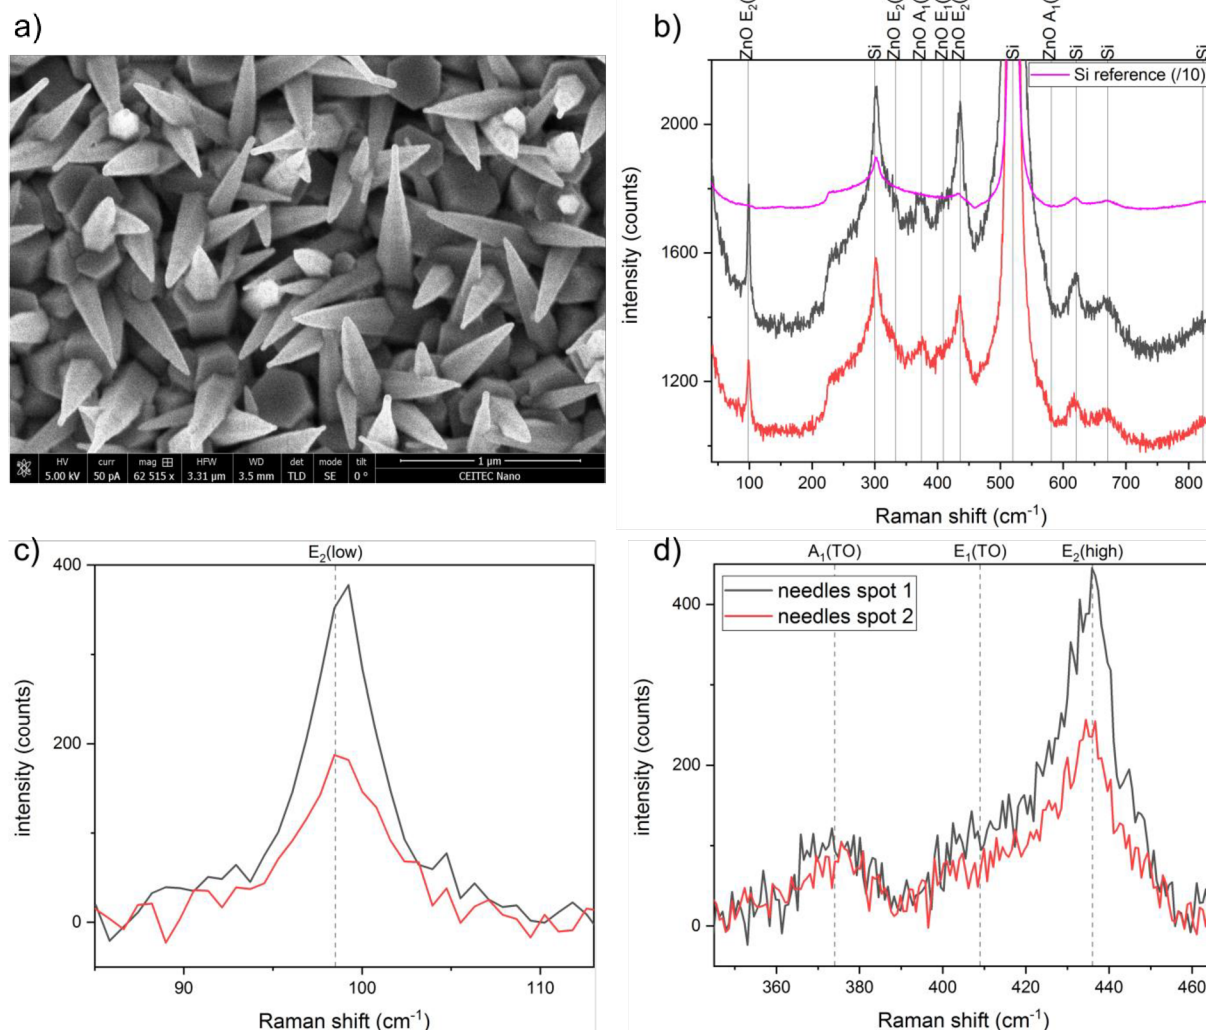 a)
HV curr mag HFW WD det mode tilt 1 µm
5.00 kV 50 pA 62 515 x 3.31 µm 3.5 mm TLD SE 0 ° CEITEC Nano
b)
ZnO E₂(
Si
ZnO E₂(
ZnO A₁(
ZnO E₁(
ZnO E₂(
Si
ZnO A₁(
Si
Si
Si
Si reference (/10)
2000
1600
1200
intensity (counts)
100 200 300 400 500 600 700 800
Raman shift (cm⁻¹)
c)
E₂(low)
400
200
0
intensity (counts)
90 100 110
Raman shift (cm⁻¹)
d)
A₁(TO) E₁(TO) E₂(high)
needles spot 1
needles spot 2
400
200
0
intensity (counts)
360 380 400 420 440 460
Raman shift (cm⁻¹)